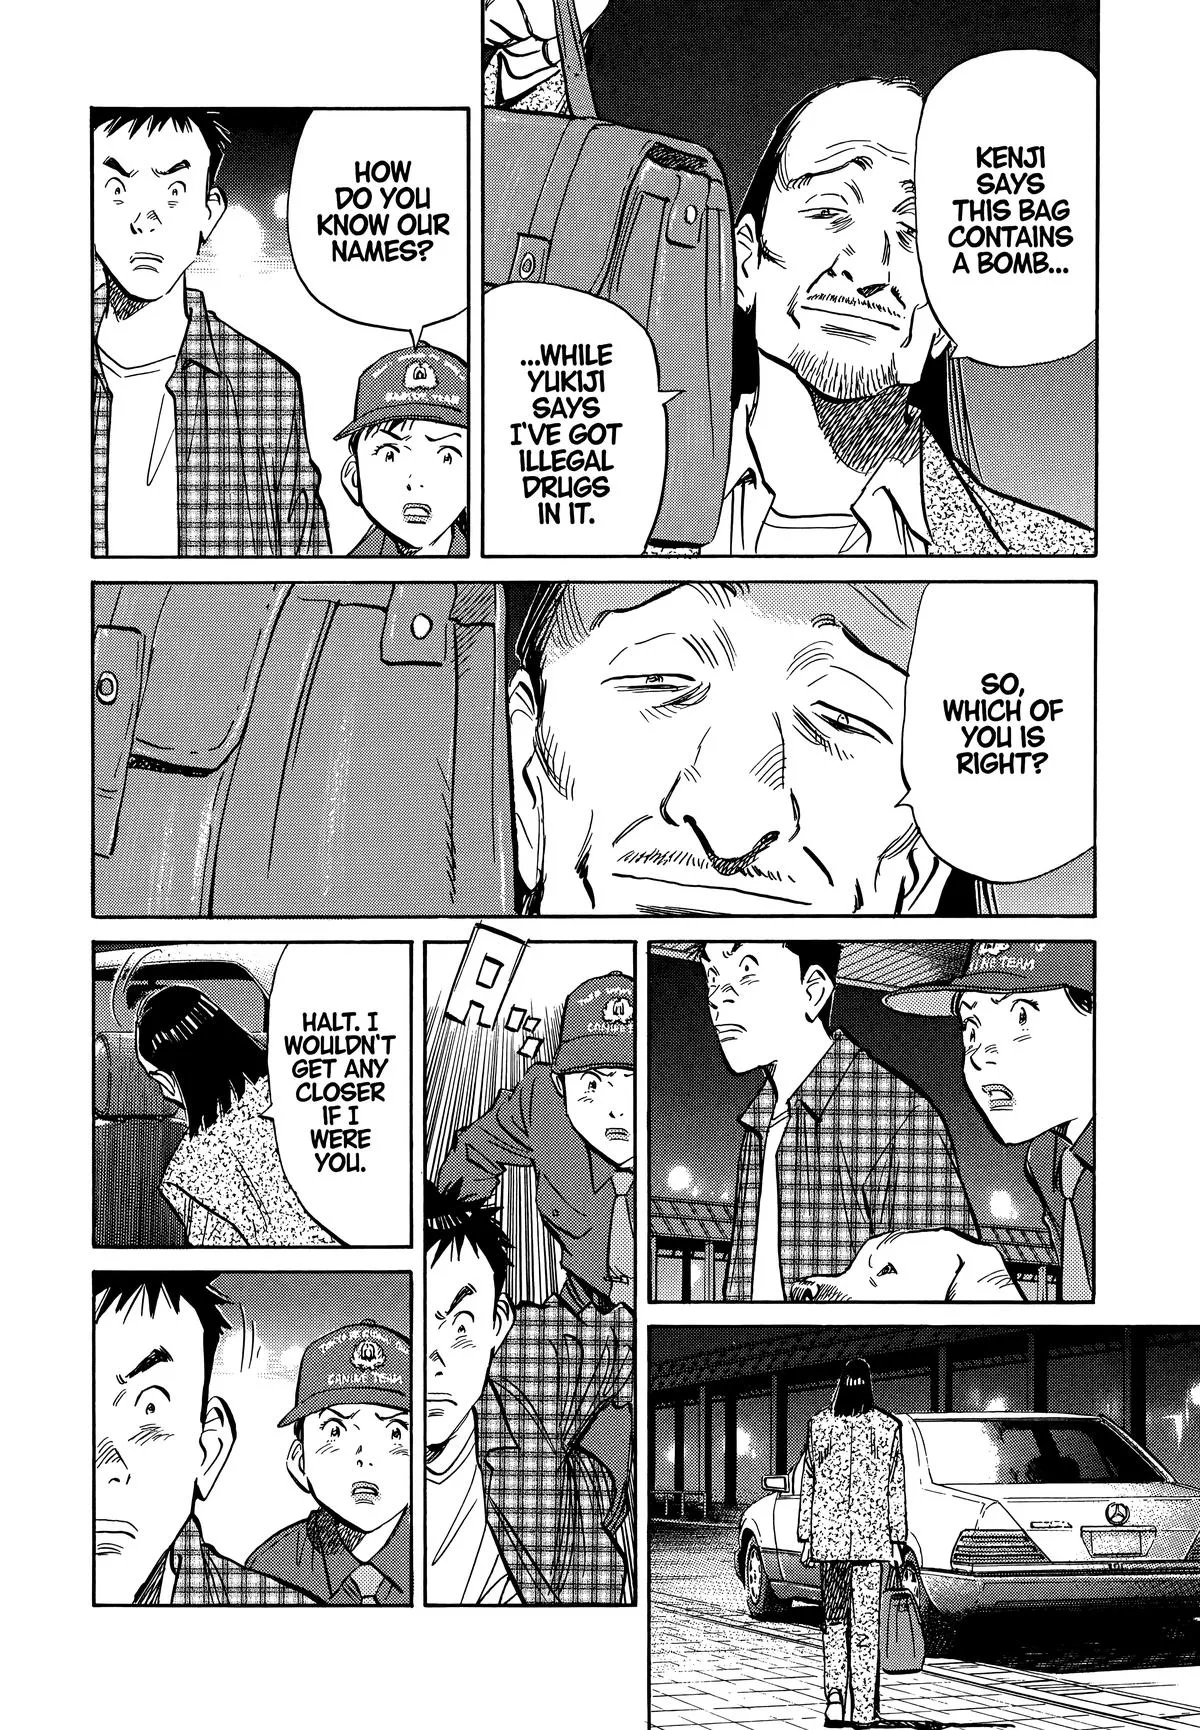 KENJI
SAYS
THIS BAG
CONTAINS
A BOMB...
...WHILE
YUKIJI
SAYS
I'VE GOT
ILLEGAL
DRUGS
IN IT.
HOW
DO YOU
KNOW OUR
NAMES?
SO,
WHICH OF
YOU IS
RIGHT?
CANINE TEAM
CANINE
HALT. I
WOULDN'T
GET ANY
CLOSER
IF I
WERE
YOU.
CANINE TEAM